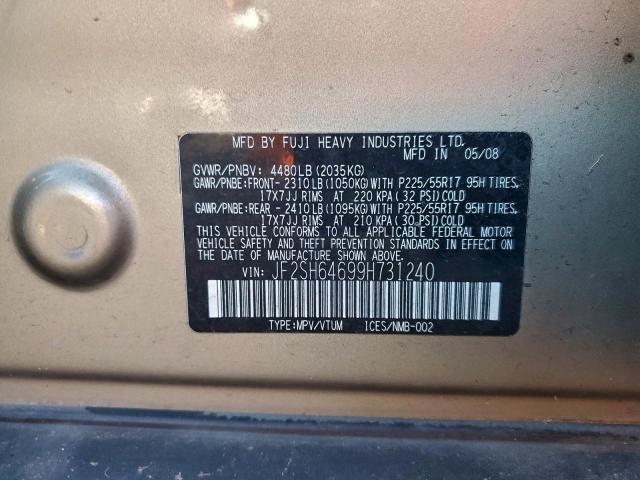 MFD BY FUJI HEAVY INDUSTRIES LTD.
MFD IN 05/08
GVWR/PNBV: 4480LB (2035KG)
GAWR/PNBE:FRONT- 2310LB(1050KG)WITH P225/55R17 95H TIRES,
17X7JJ RIMS AT 220 KPA(32 PSI)COLD
GAWR/PNBE:REAR - 2410LB(1095KG)WITH P225/55R17 95H TIRES,
17X7JJ RIMS AT 210 KPA(30 PSI)COLD
THIS VEHICLE CONFORMS TO ALL APPLICABLE FEDERAL MOTOR
VEHICLE SAFETY AND THEFT PREVENTION STANDARDS IN EFFECT ON
THE DATE OF MANUFACTURE SHOWN ABOVE.
VIN: JF2SH64699H731240
TYPE:MPV/VTUM ICES/NMB-002